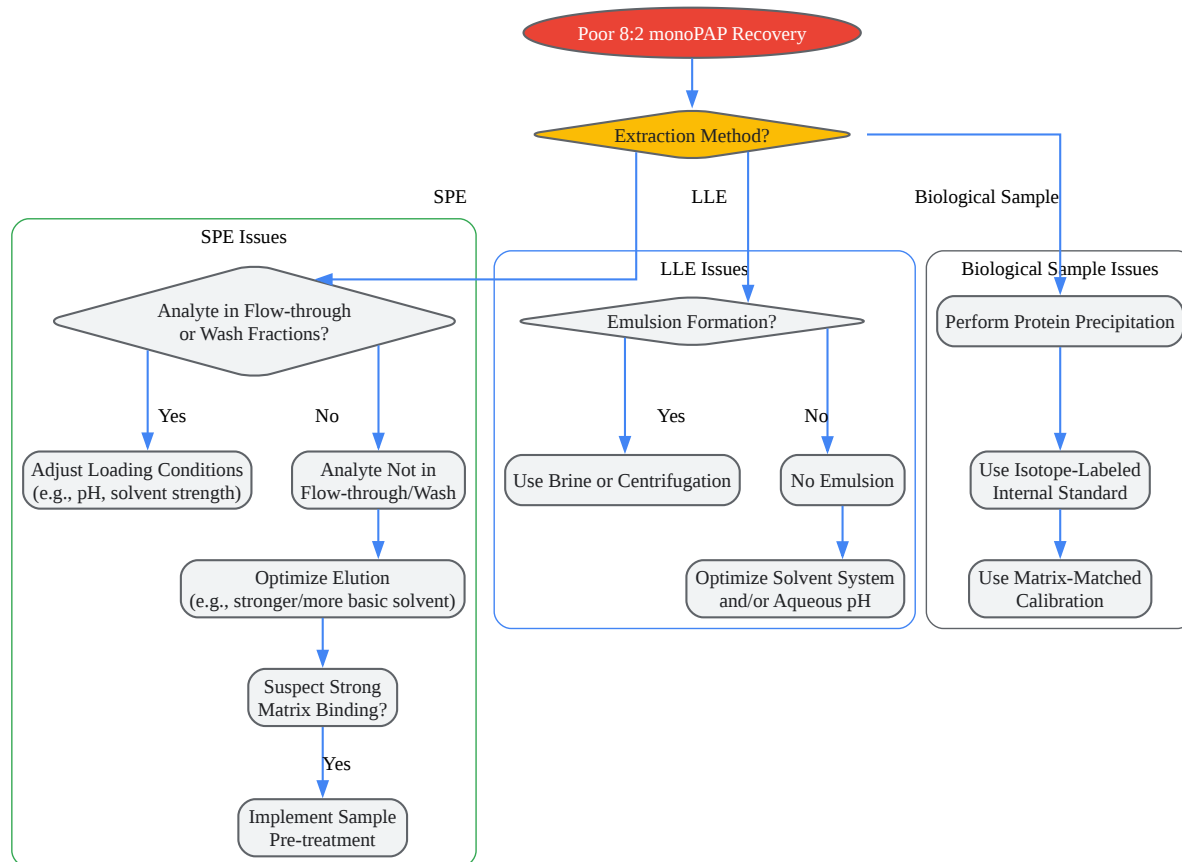 Poor 8:2 monoPAP Recovery
Extraction Method?
SPE
LLE
Biological Sample
SPE Issues
Analyte in Flow-through
or Wash Fractions?
Yes
No
Adjust Loading Conditions
(e.g., pH, solvent strength)
Analyte Not in
Flow-through/Wash
Optimize Elution
(e.g., stronger/more basic solvent)
Suspect Strong
Matrix Binding?
Yes
Implement Sample
Pre-treatment
LLE Issues
Emulsion Formation?
Yes
No
Use Brine or Centrifugation
No Emulsion
Optimize Solvent System
and/or Aqueous pH
Biological Sample Issues
Perform Protein Precipitation
Use Isotope-Labeled
Internal Standard
Use Matrix-Matched
Calibration